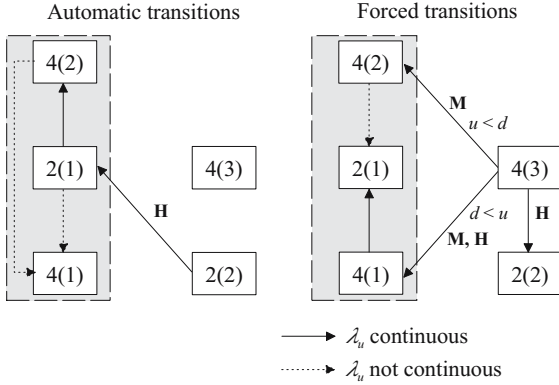 Automatic transitions
4(2)
2(1)
4(3)
H
4(1)
2(2)
Forced transitions
4(2)
M
u < d
2(1)
4(3)
d < u
H
M, H
4(1)
2(2)
λu continuous
λu not continuous